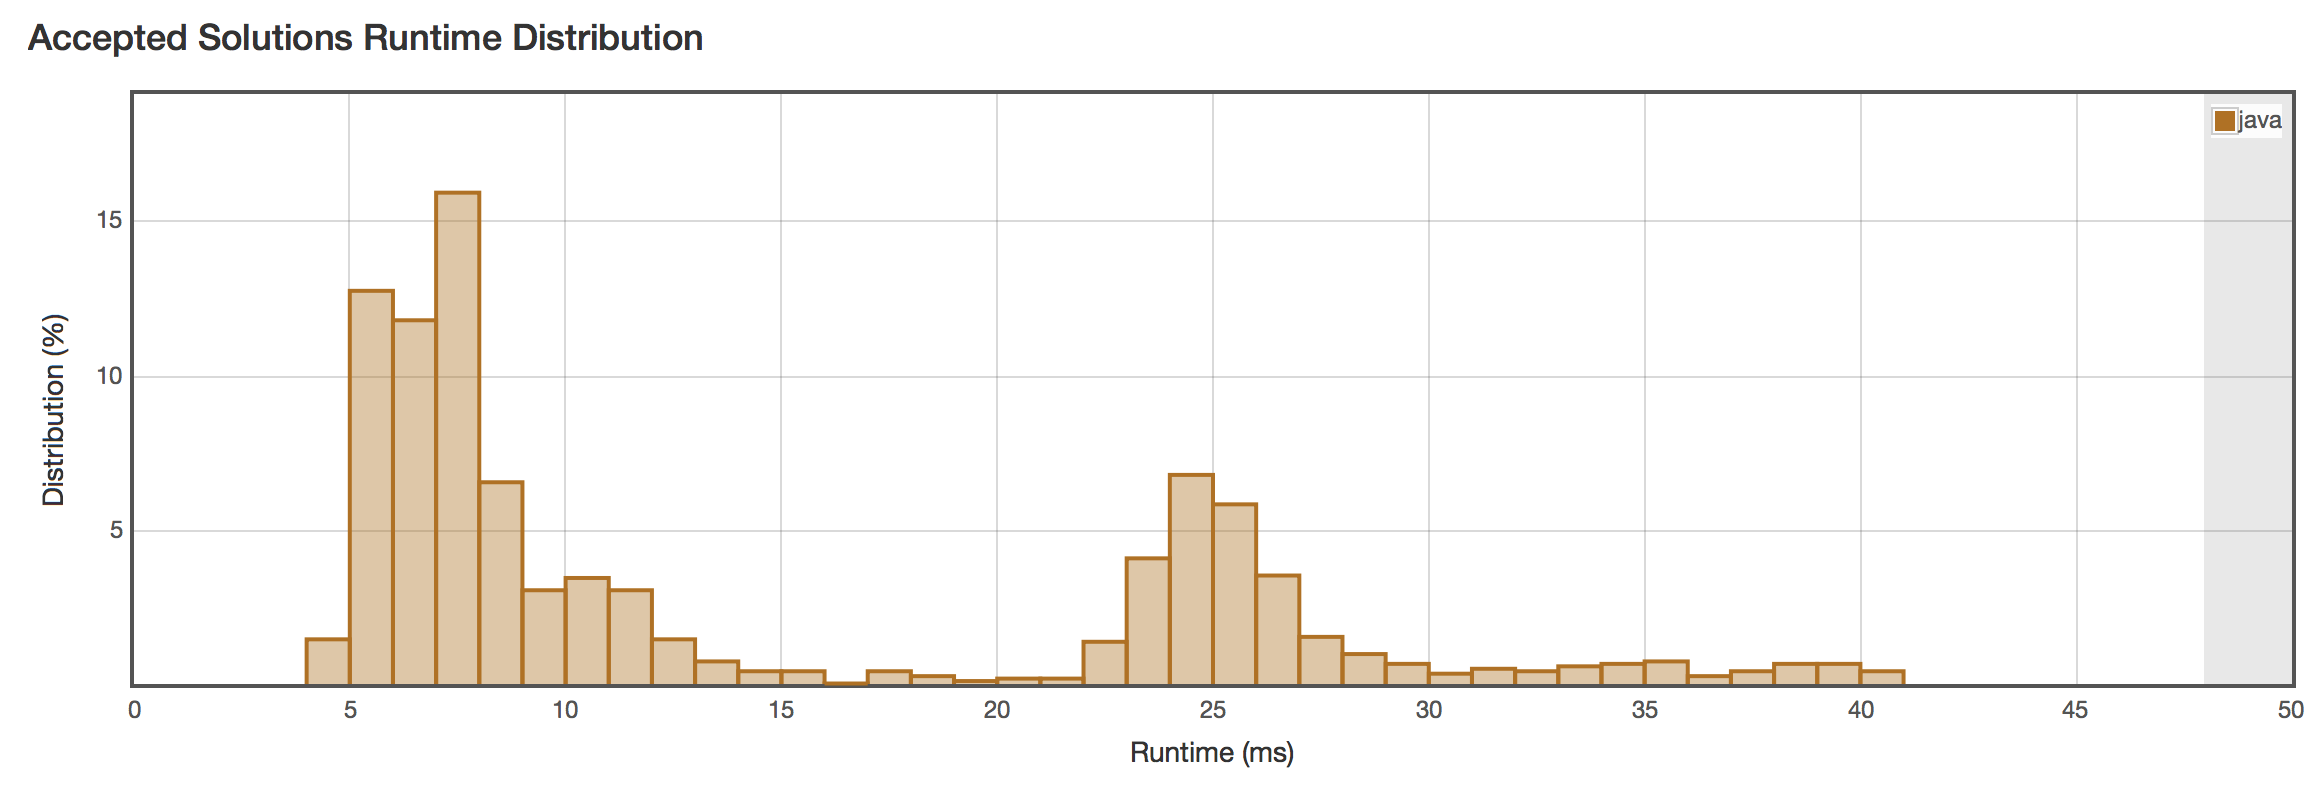 Accepted Solutions Runtime Distribution
java
15
10
5
Distribution (%)
0 5 10 15 20 25 30 35 40 45 50
Runtime (ms)